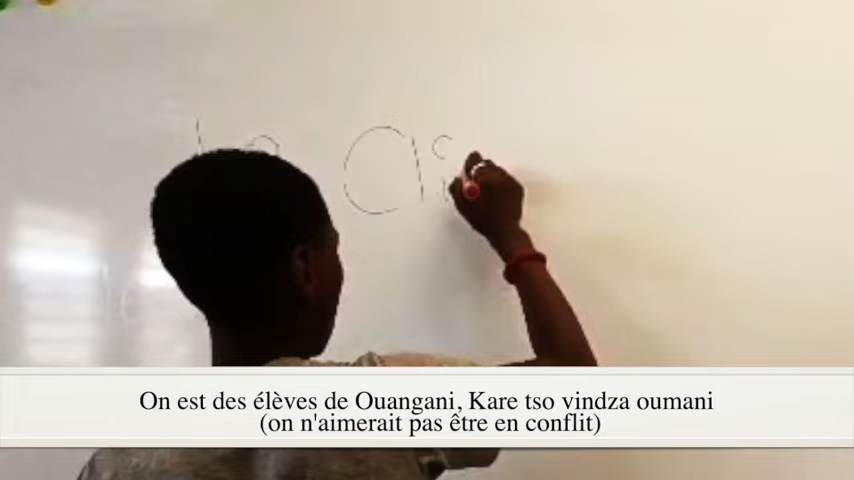 On est des élèves de Ouangani, Kare tso vindza oumani
(on n'aimerait pas être en conflit)